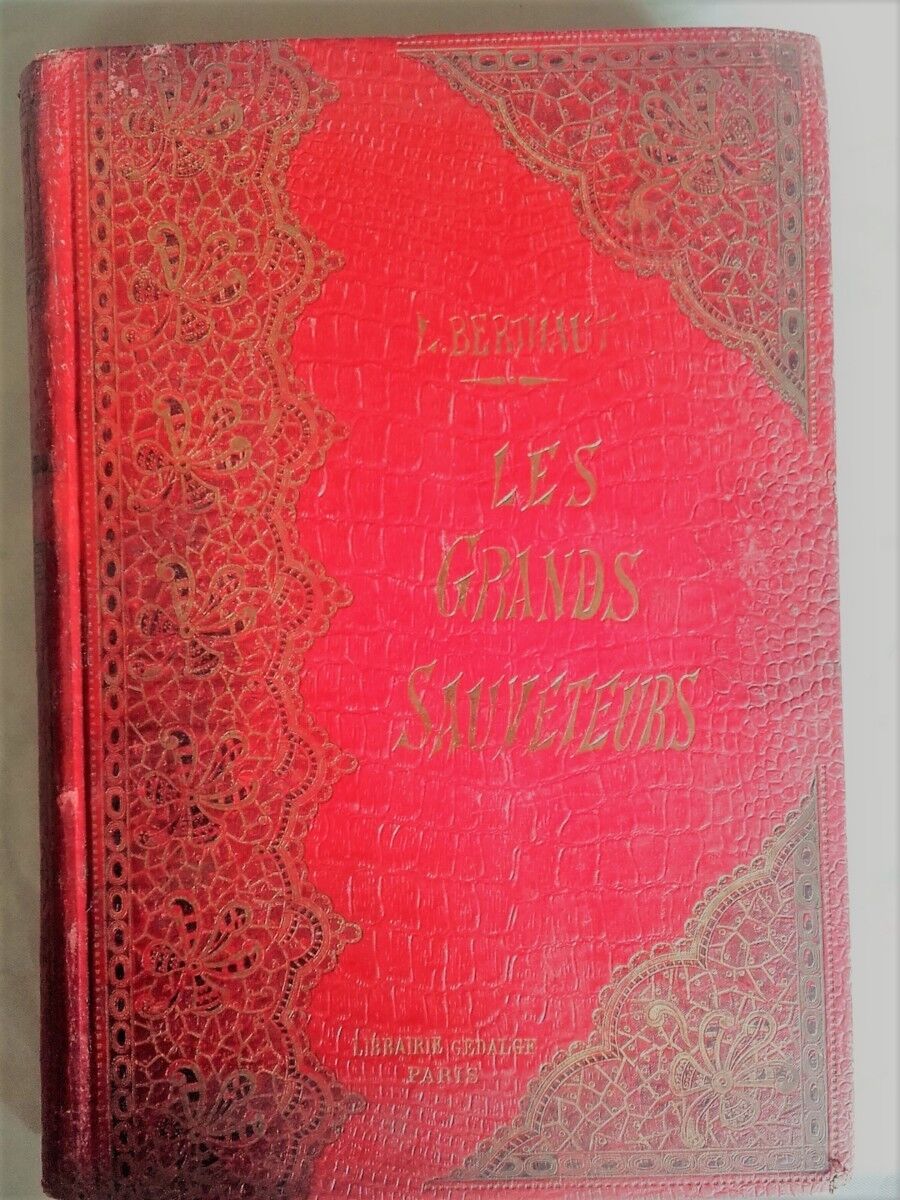 L. BERTHAUT
LES
GRANDS
SAUVETEURS
LIBRAIRIE GEDALGE
PARIS